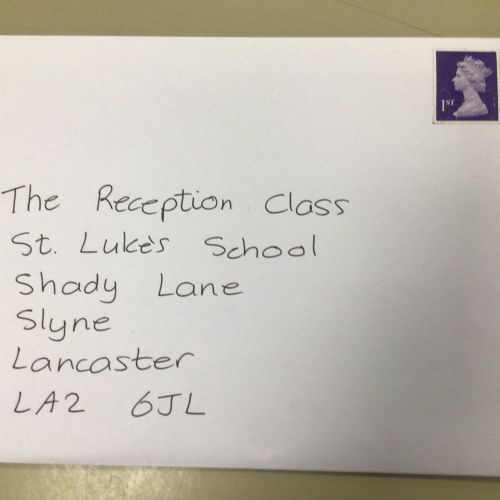 1ST
The Reception Class
St. Luke's School
Shady Lane
Slyne
Lancaster
LA2 6JL